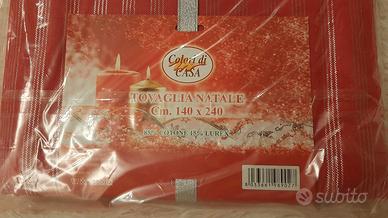 Colori di
CASA
TOVAGLIA NATALE
Cm. 140 x 240
85% COTONE 15% LUREX
subito